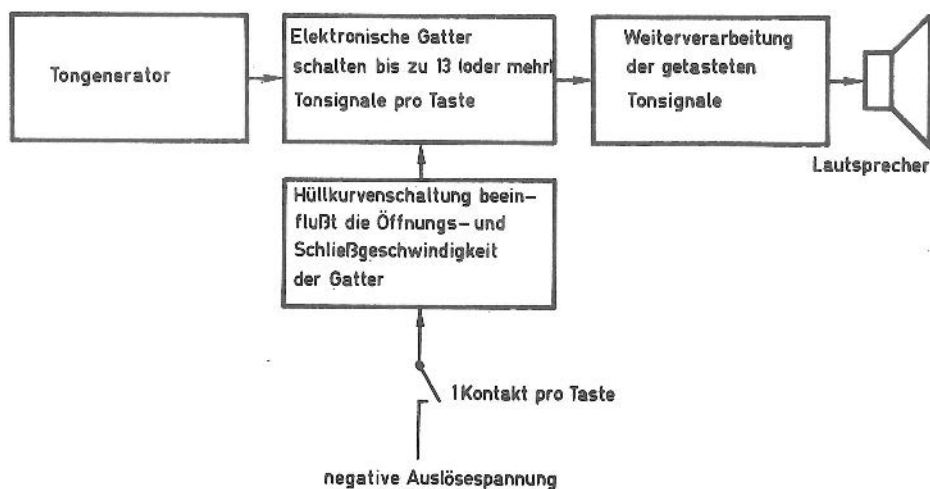 Tongenerator
Elektronische Gatter
schalten bis zu 13 (oder mehr)
Tonsignale pro Taste
Weiterverarbeitung
der getasteten
Tonsignale
Lautsprecher
Hüllkurvenschaltung beein-
flußt die Öffnungs- und
Schließgeschwindigkeit
der Gatter
1 Kontakt pro Taste
negative Auslösespannung